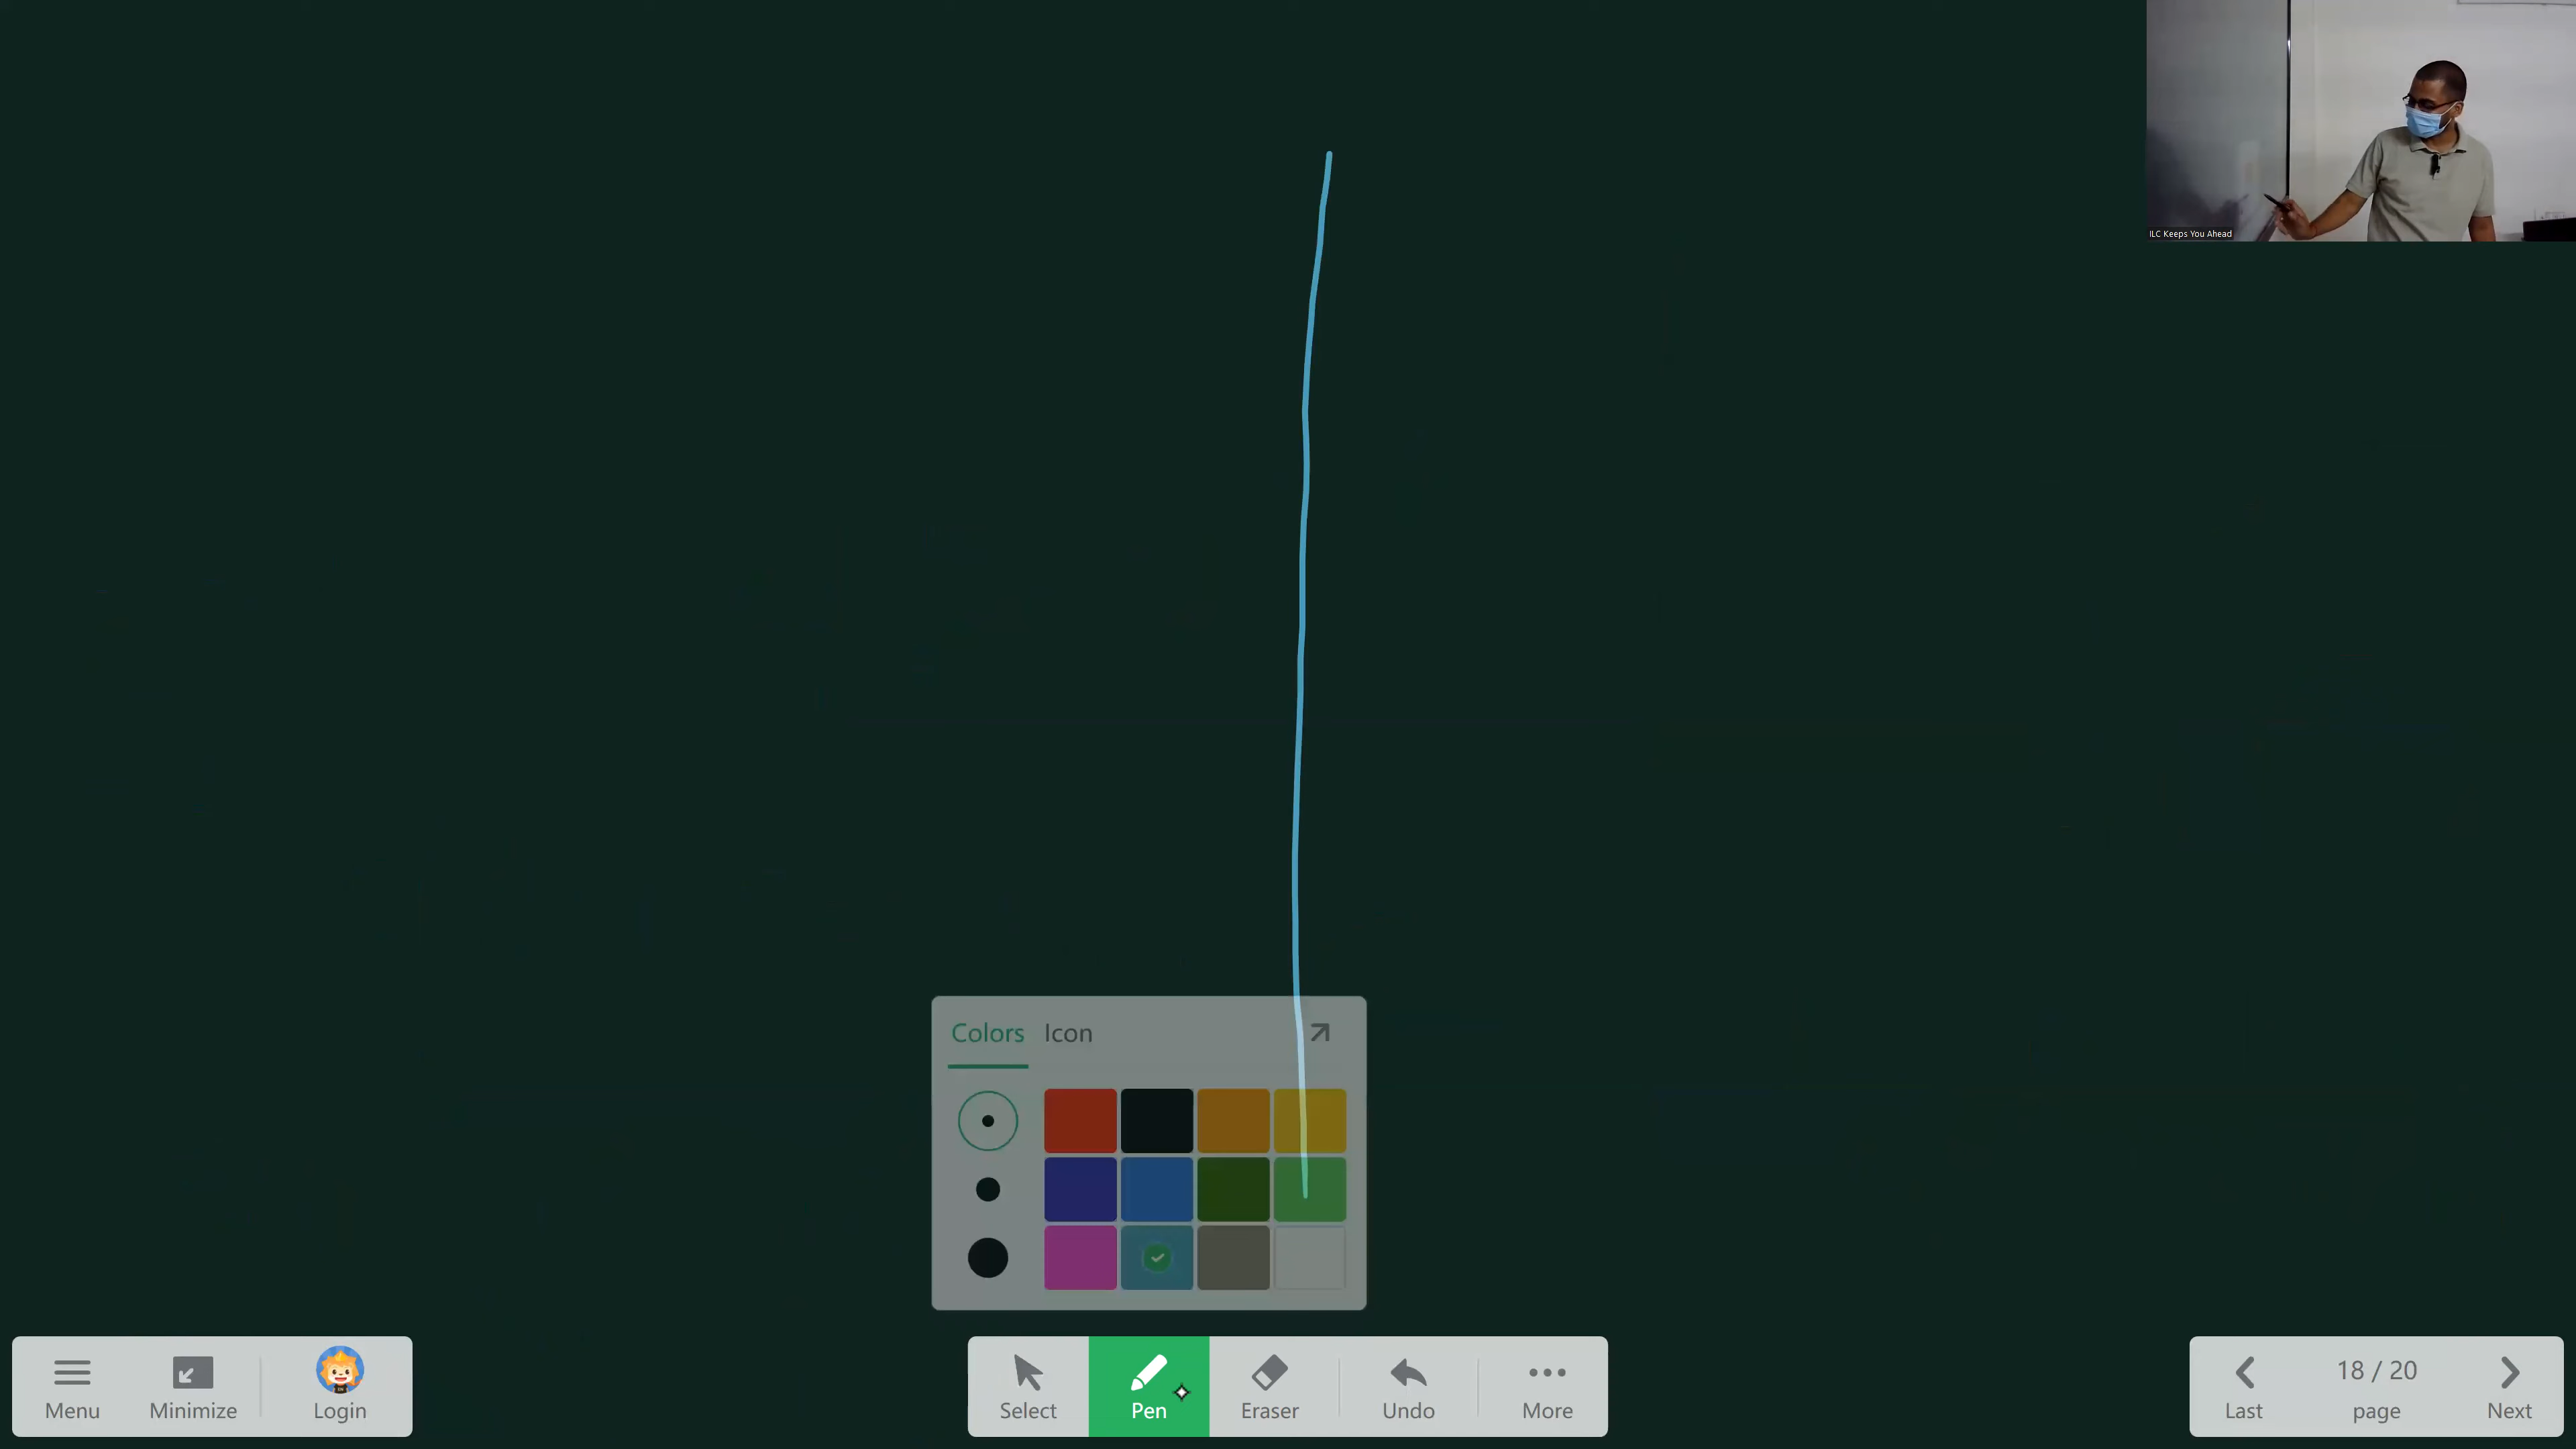 ILC Keeps You Ahead
Colors Icon
Menu Minimize Login
Select Pen Eraser Undo More
Last 18 / 20 page Next